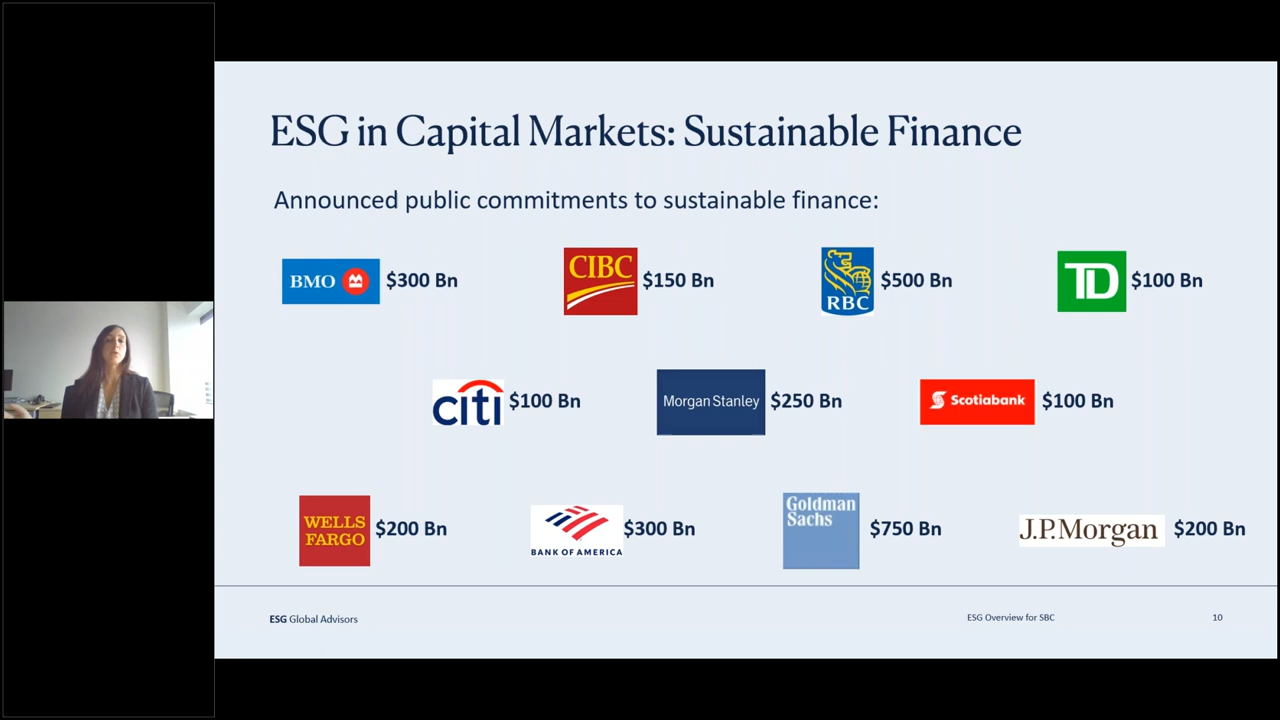 ESG in Capital Markets: Sustainable Finance
Announced public commitments to sustainable finance:
BMO $300 Bn
CIBC $150 Bn
RBC $500 Bn
TD $100 Bn
citi $100 Bn
Morgan Stanley $250 Bn
Scotiabank $100 Bn
WELLS
FARGO $200 Bn
BANK OF AMERICA $300 Bn
Goldman
Sachs $750 Bn
J.P.Morgan $200 Bn
ESG Global Advisors
ESG Overview for SBC
10